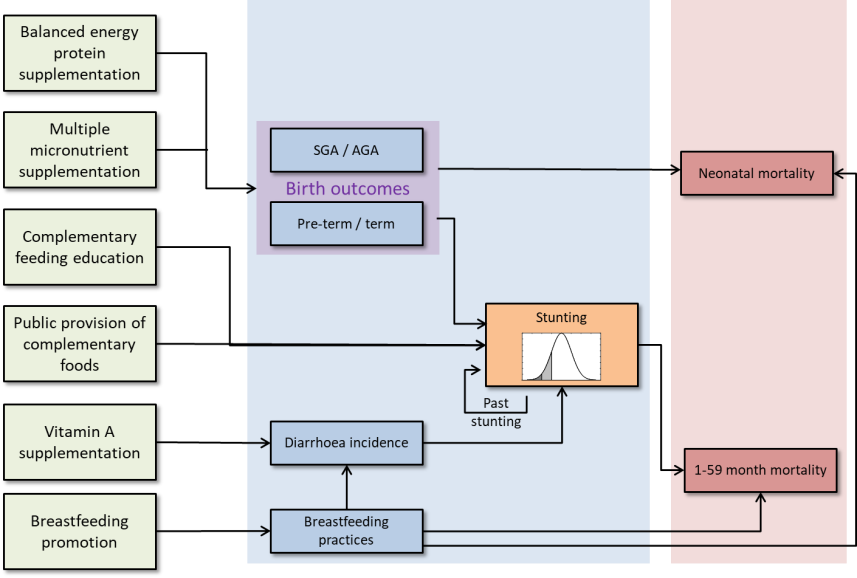 Balanced energy
protein
supplementation
Multiple
micronutrient
supplementation
Complementary
feeding education
Public provision of
complementary
foods
Vitamin A
supplementation
Breastfeeding
promotion
SGA / AGA
Birth outcomes
Pre-term / term
Stunting
Past
stunting
Diarrhoea incidence
Breastfeeding
practices
Neonatal mortality
1-59 month mortality